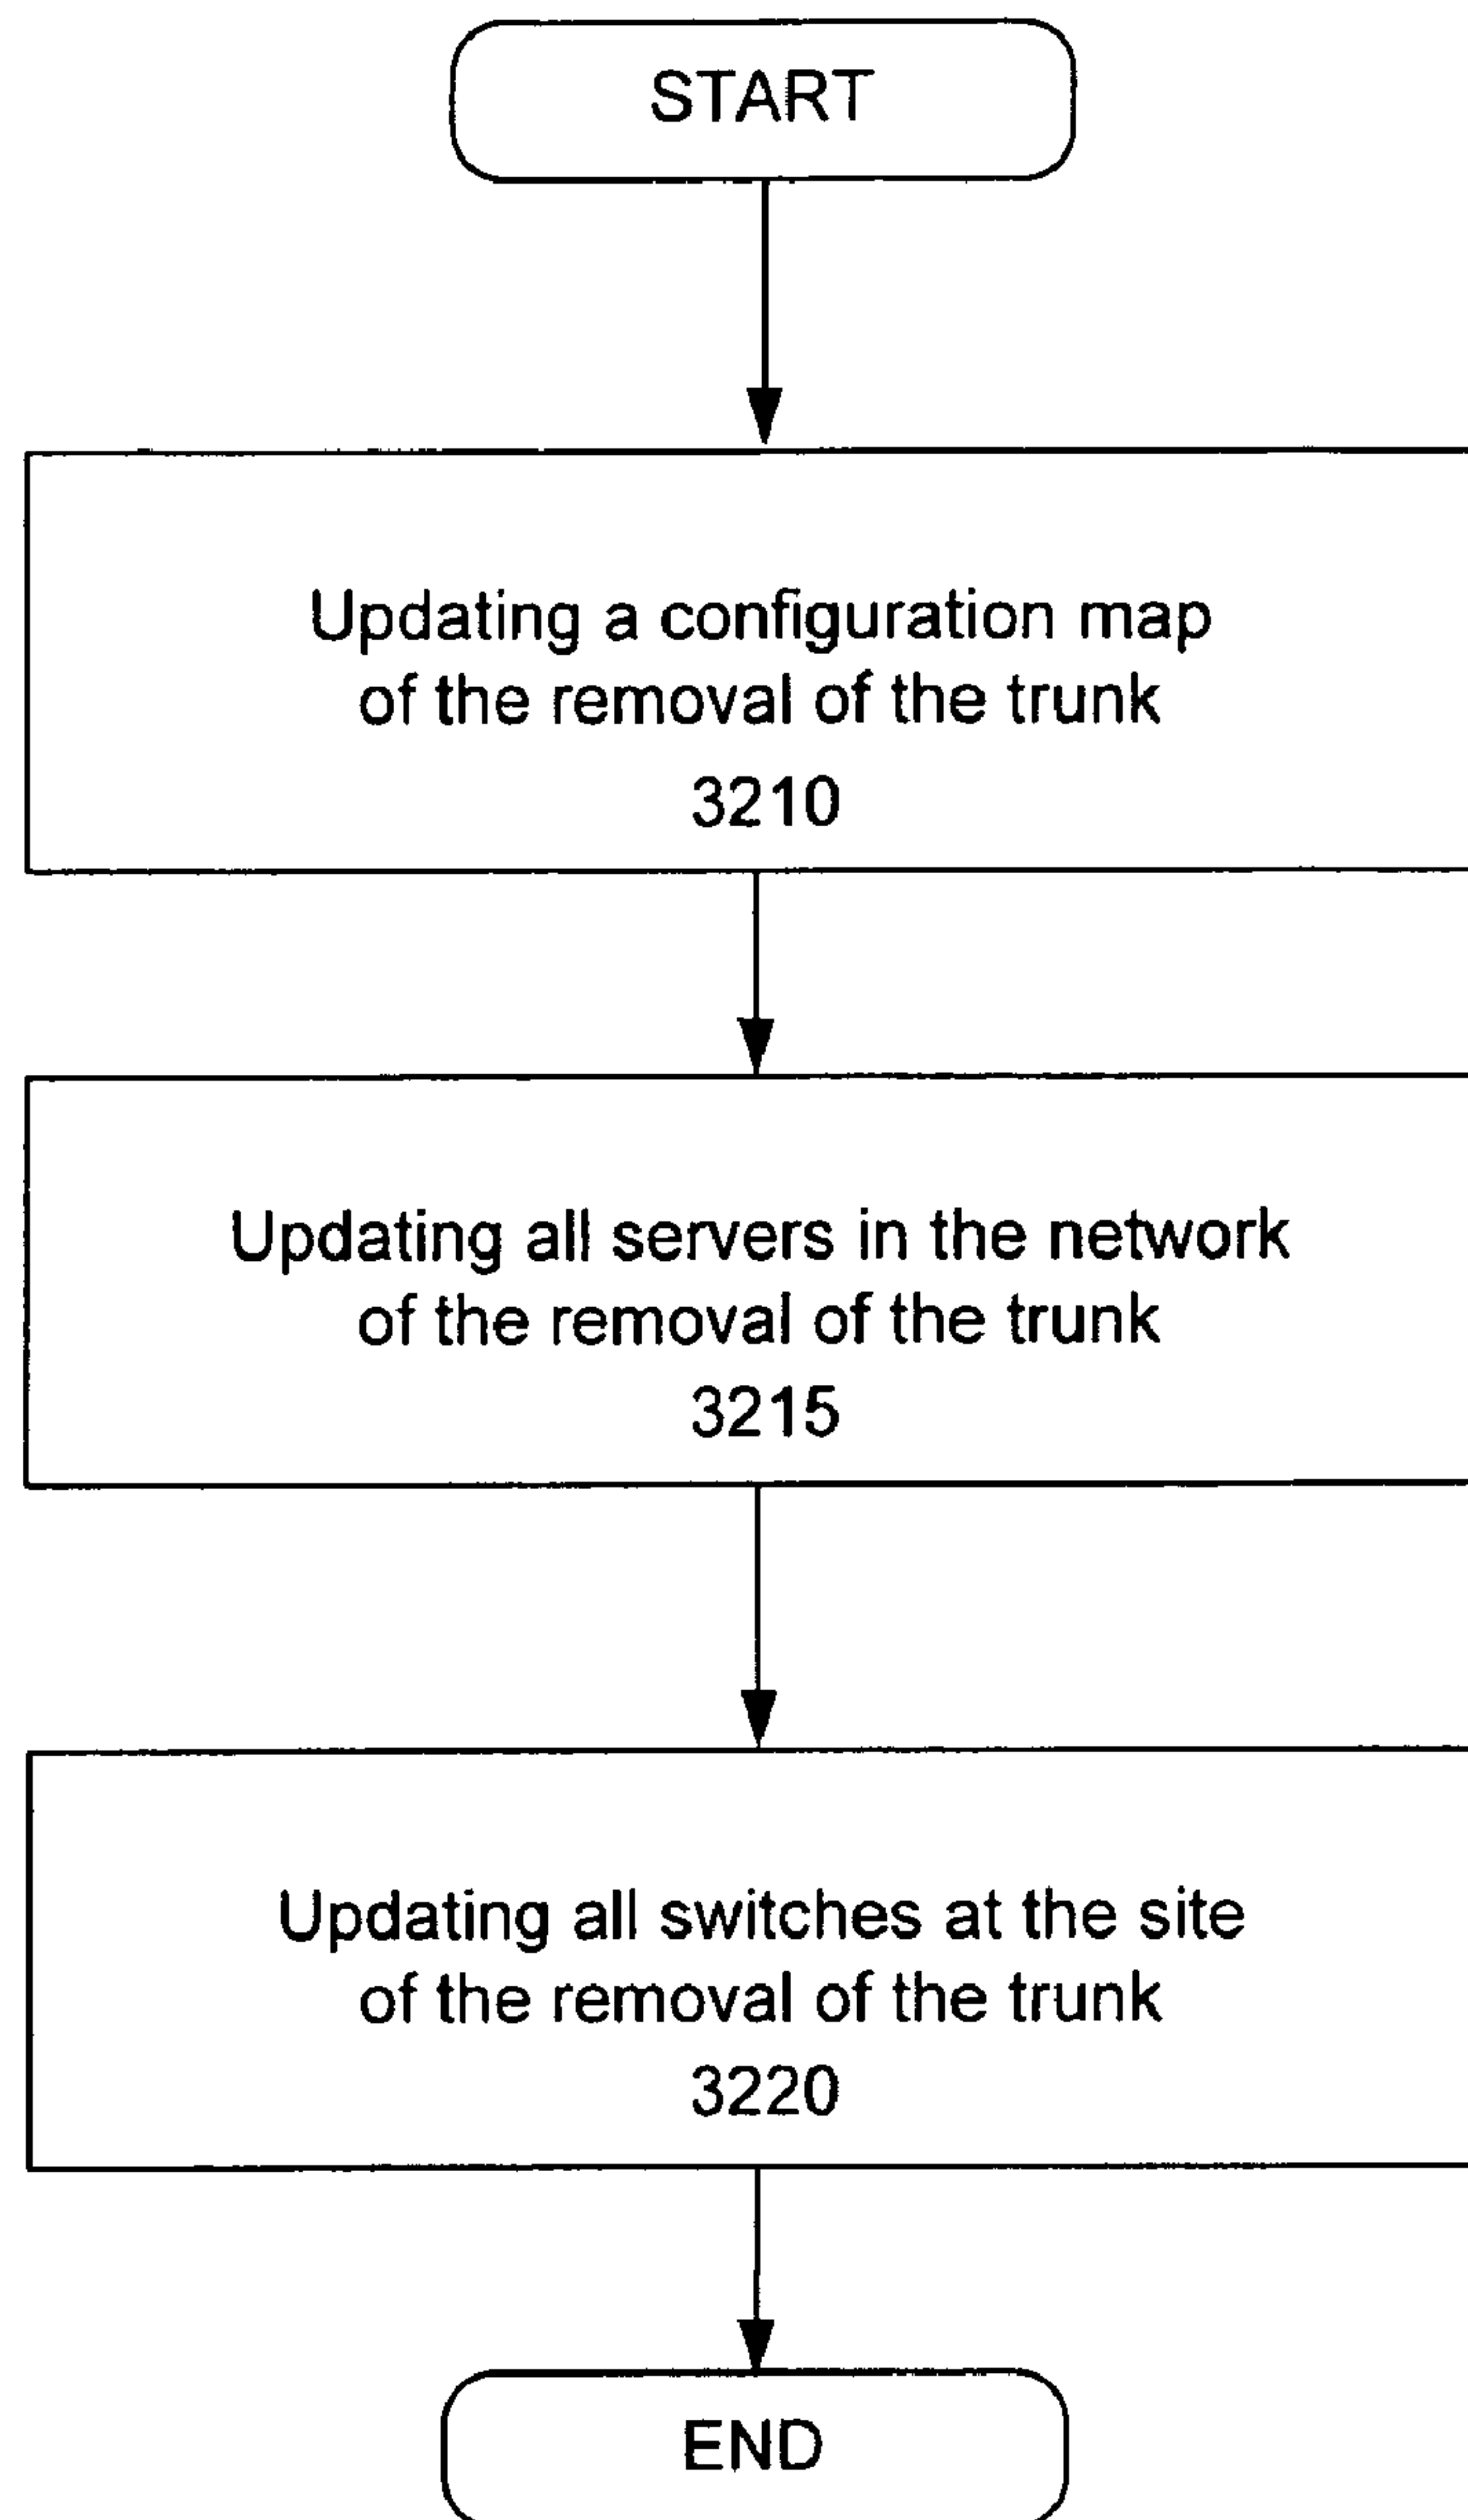 START
Updating a configuration map
of the removal of the trunk
3210
Updating all servers in the network
of the removal of the trunk
3215
Updating all switches at the site
of the removal of the trunk
3220
END